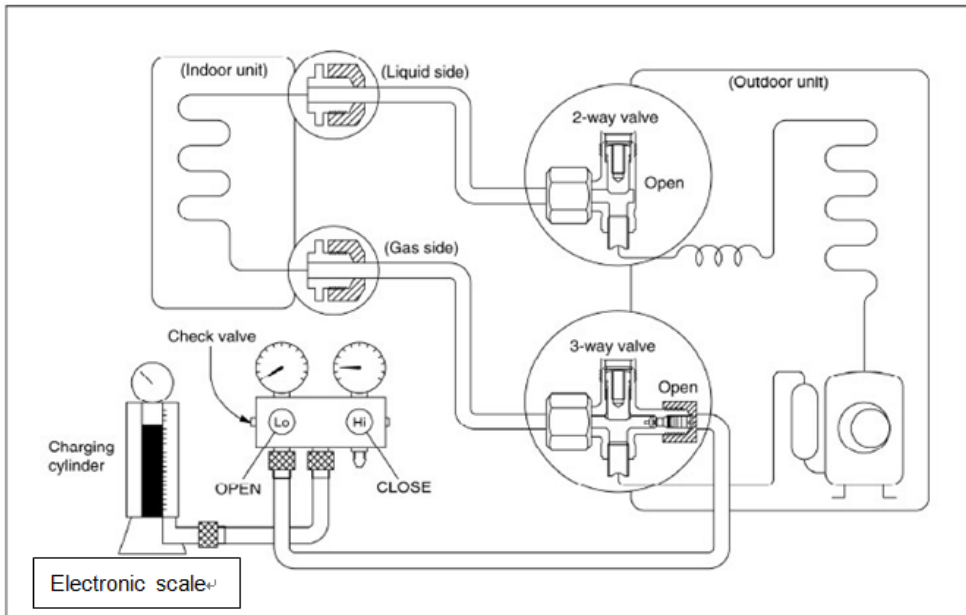 (Indoor unit)
(Liquid side)
(Outdoor unit)
2-way valve
Open
(Gas side)
Check valve
3-way valve
Open
Lo
Hi
Charging
cylinder
OPEN
CLOSE
Electronic scale↵